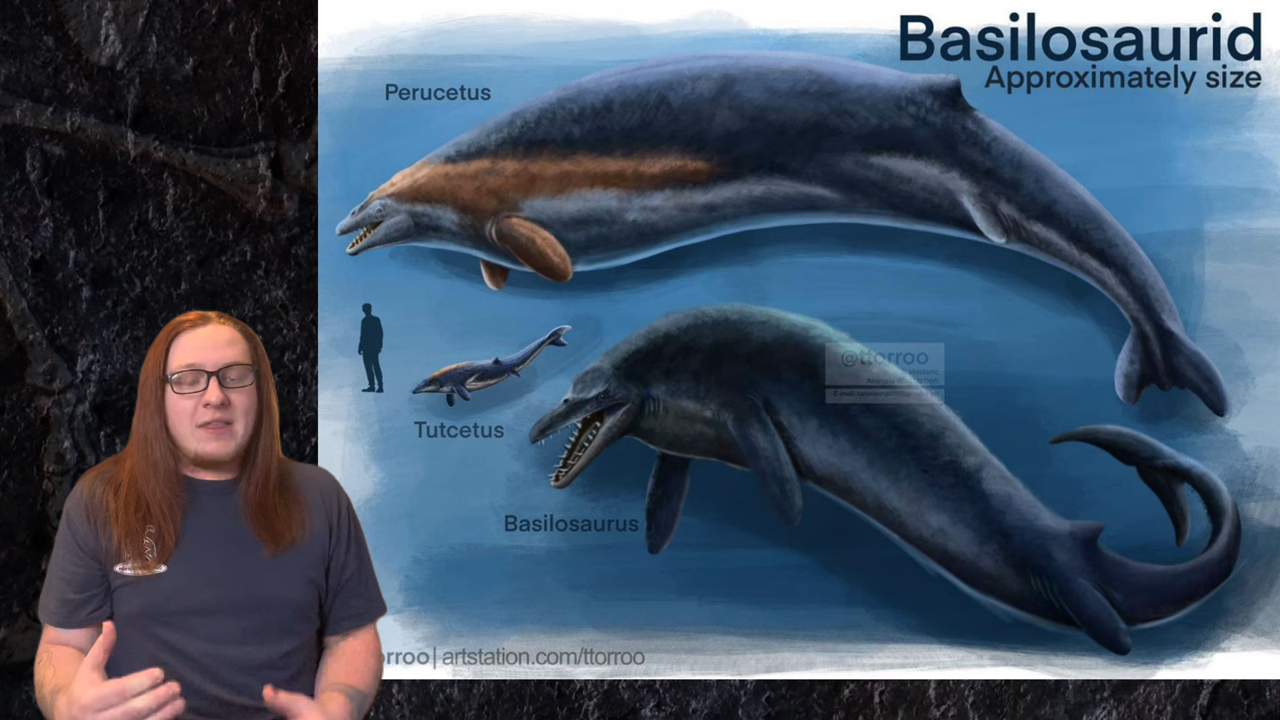 Basilosaurid
Approximately size
Perucetus
@ttorroo
Tutcetus
Basilosaurus
rroo| artstation.com/ttorroo